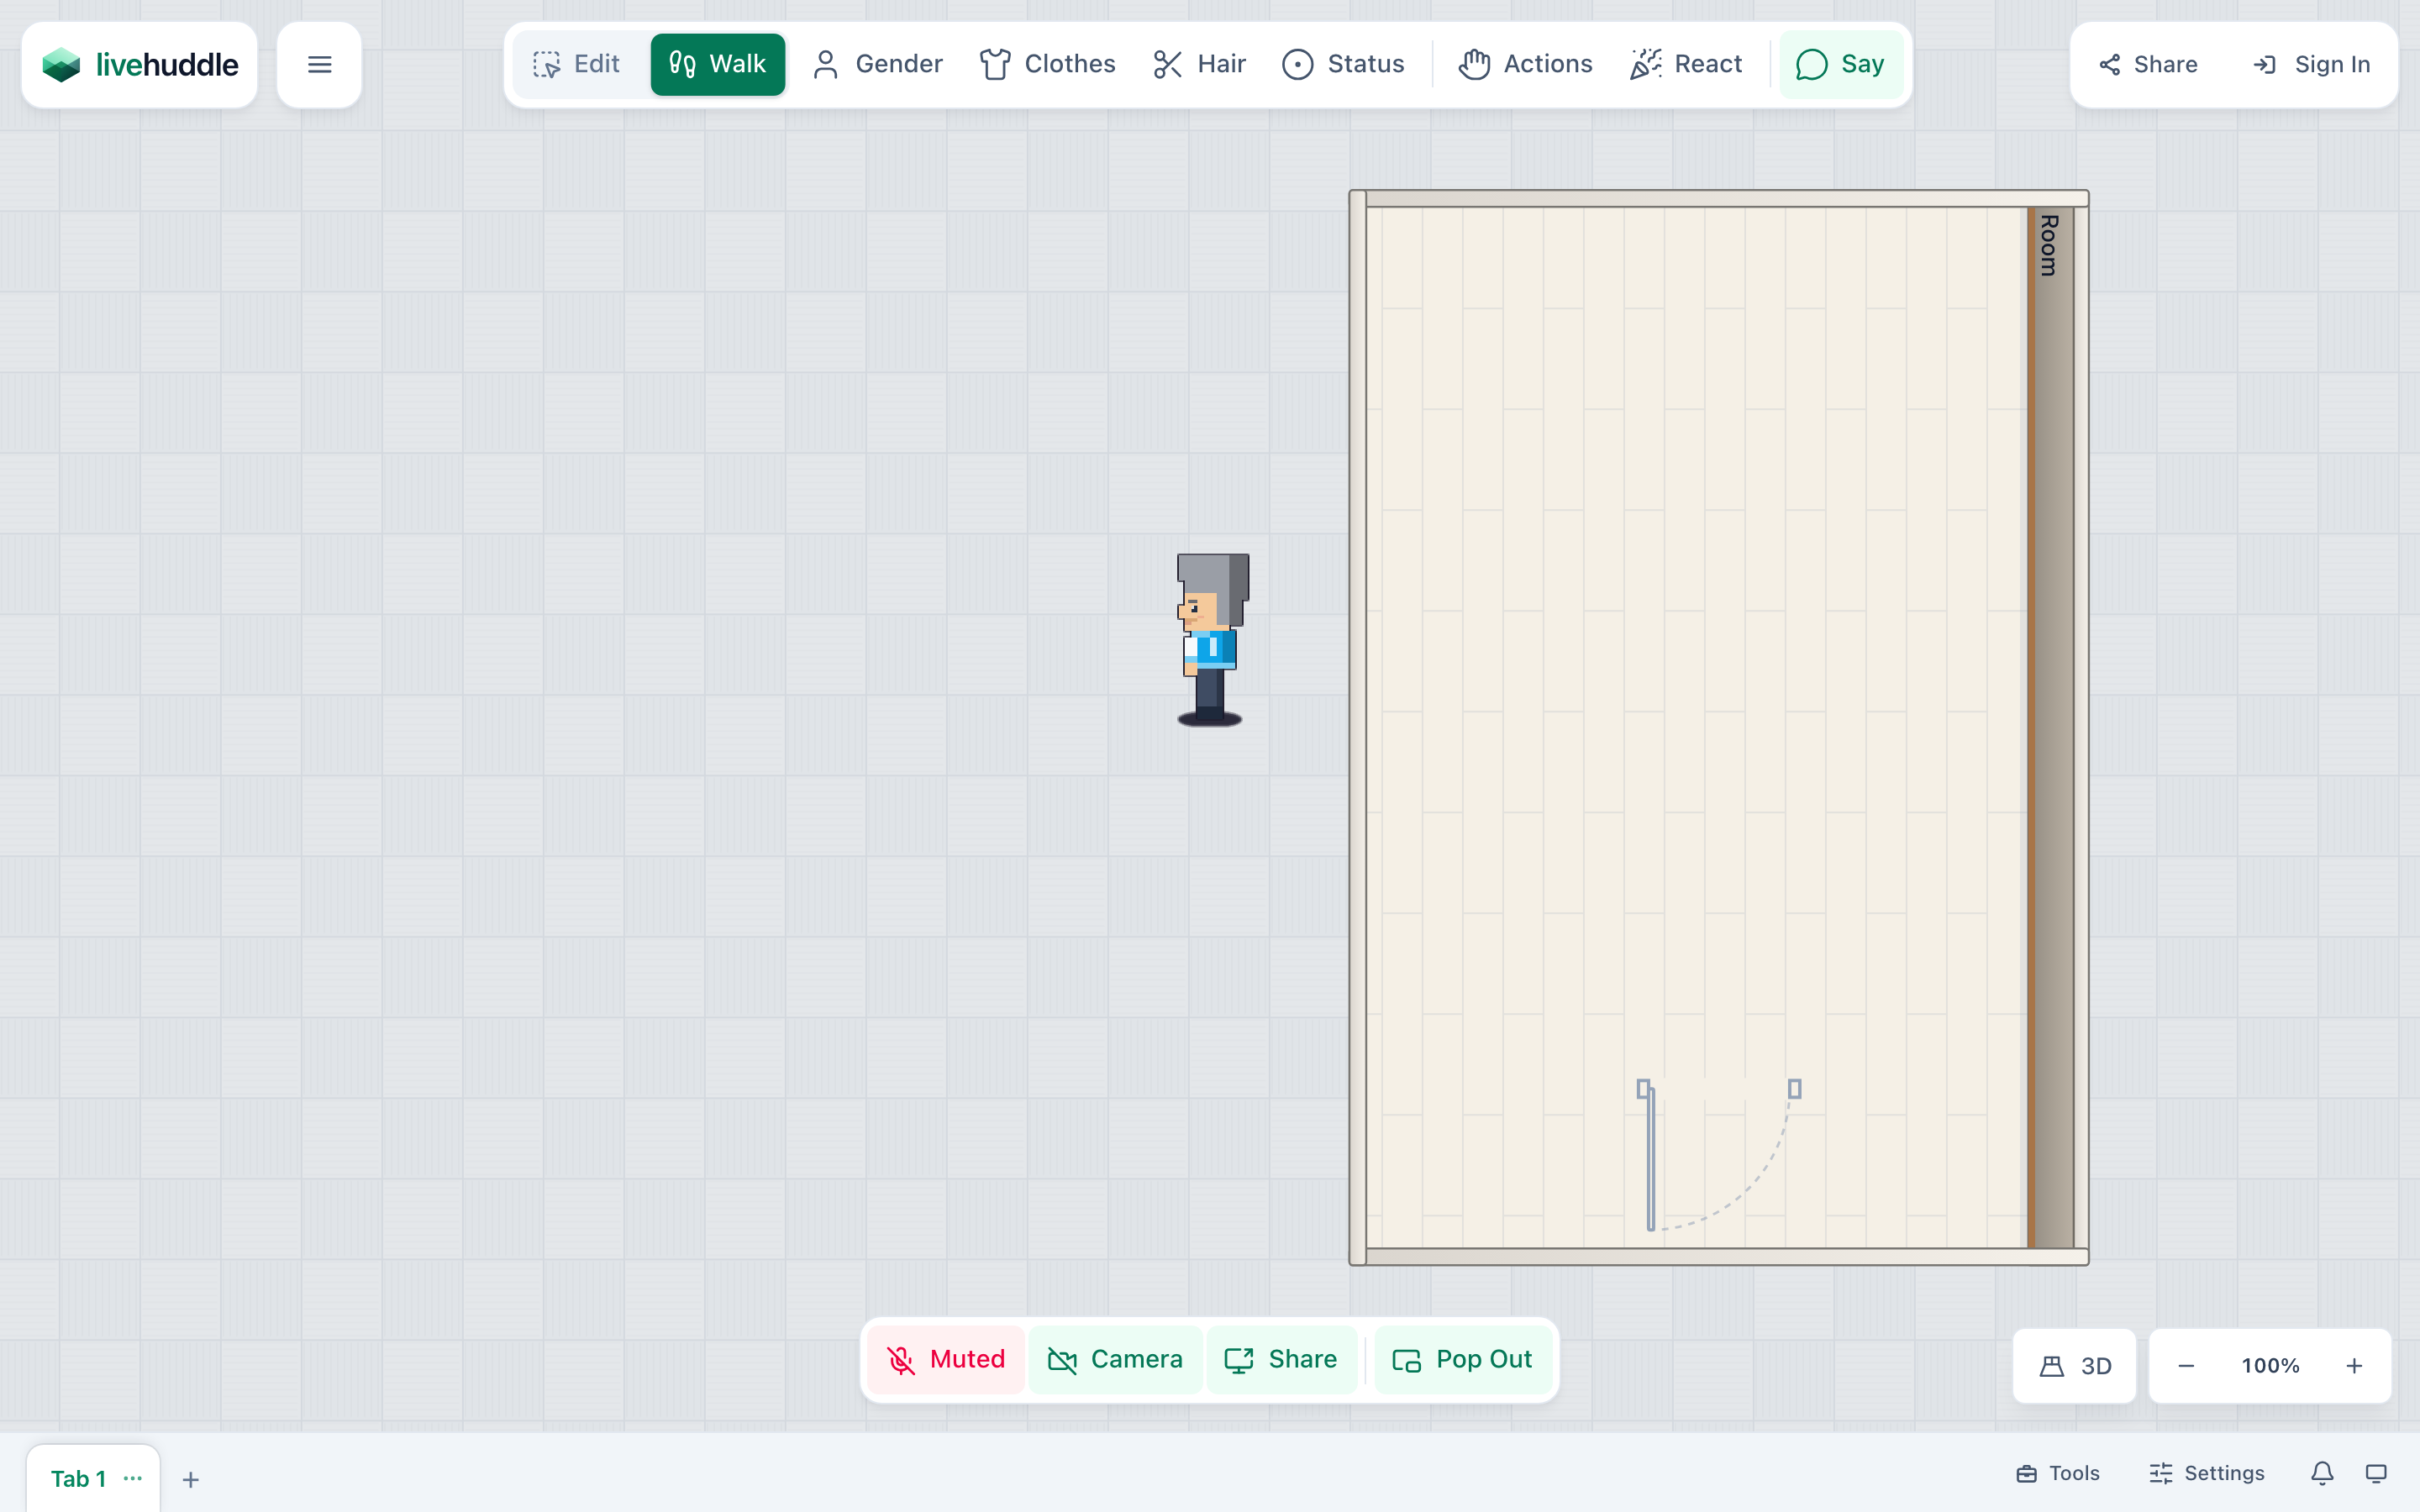 livehuddle
Edit
Walk
Gender
Clothes
Hair
Status
Actions
React
Say
Share
Sign In
Room
Muted
Camera
Share
Pop Out
3D
100%
Tab 1
Tools
Settings